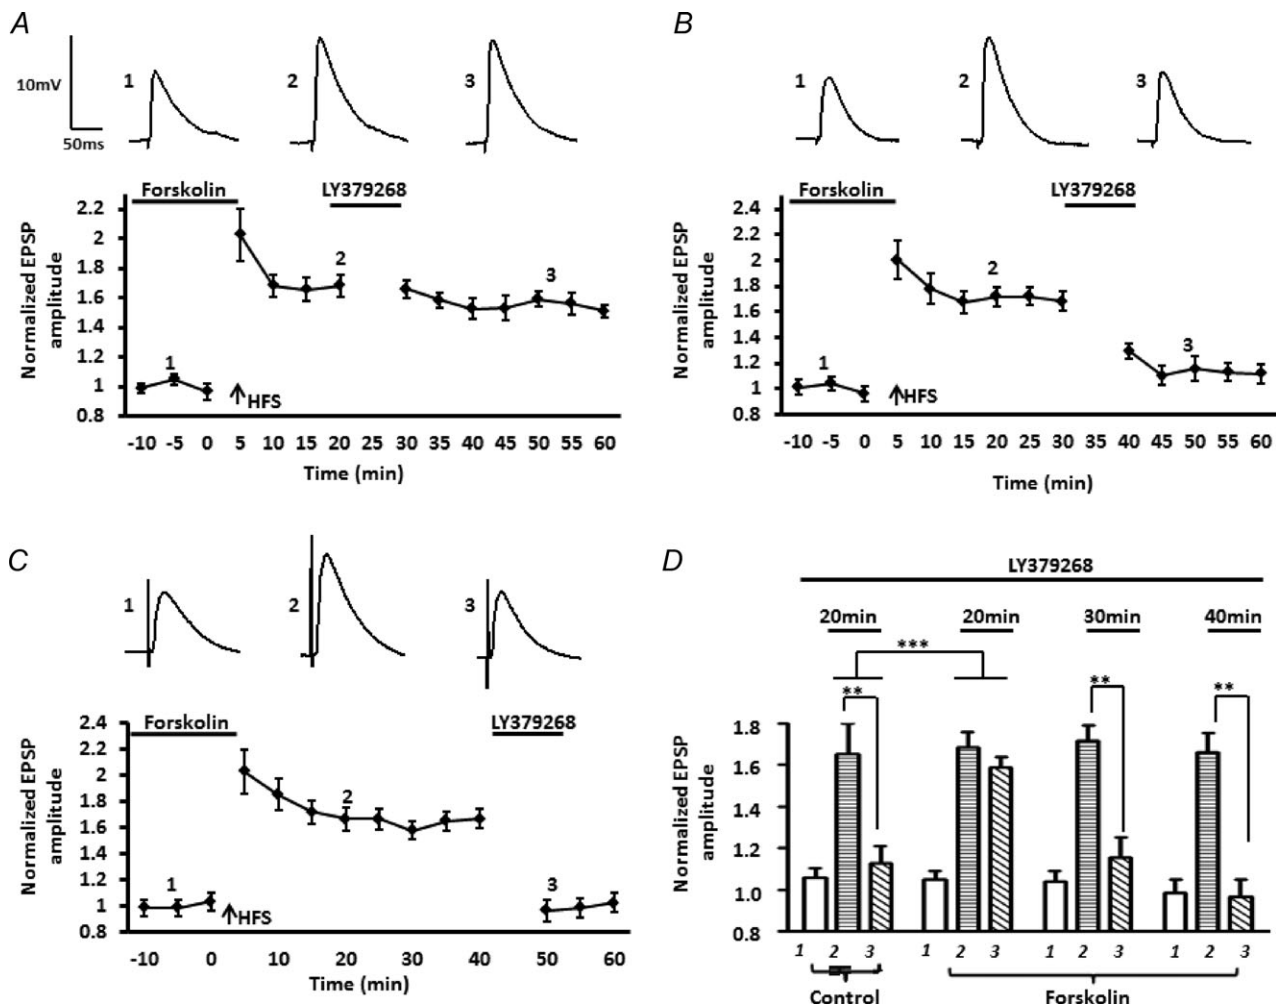 A
10mV
50ms
1
2
3
Forskolin
LY379268
Normalized EPSP
amplitude
2.2
2
1.8
1.6
1.4
1.2
1
0.8
1
2
3
HFS
-10 -5 0 5 10 15 20 25 30 35 40 45 50 55 60
Time (min)
B
1
2
3
Forskolin
LY379268
Normalized EPSP
amplitude
2.4
2.2
2
1.8
1.6
1.4
1.2
1
0.8
1
2
3
HFS
-10 -5 0 5 10 15 20 25 30 35 40 45 50 55 60
Time (min)
C
1
2
3
Forskolin
LY379268
Normalized EPSP
amplitude
2.4
2.2
2
1.8
1.6
1.4
1.2
1
0.8
1
2
3
HFS
-10 0 10 20 30 40 50 60
Time (min)
D
LY379268
20min 20min 30min 40min
***
** ** **
Normalized EPSP
amplitude
1.8
1.6
1.4
1.2
1.0
0.8
1 2 3 1 2 3 1 2 3 1 2 3
Control Forskolin